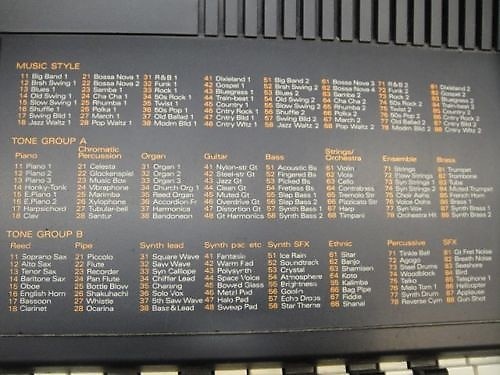 MUSIC STYLE
11 Big Band 1 21 Bossa Nova 1 31 R&B 1 41 Dixieland 1 51 Big Band 2 61 Bossa Nova 3 71 R&B 2 81 Dixieland 2
12 Brsh Swing 1 22 Bossa Nova 2 32 Funk 1 42 Gospel 1 52 Brsh Swing 2 62 Bossa Nova 4 72 Funk 2 82 Gospel 2
13 Blues 1 23 Samba 1 33 Rock 1 43 Bluegrass 1 53 Blues 2 63 Samba 2 73 Rock 2 83 Bluegrass 2
14 Old Swing 1 24 Cha Cha 1 34 50s Rock 1 44 Train-beat 1 54 Old Swing 2 64 Cha Cha 2 74 50s Rock 2 84 Train-beat 2
15 Slow Swing 1 25 Rhumba 1 35 Twist 1 45 Country 1 55 Slow Swing 2 65 Rhumba 2 75 Twist 2 85 Country 2
16 Shuffle 1 26 Polka 1 36 60s Pop 1 46 Cntry Bld 1 56 Shuffle 2 66 Polka 2 76 60s Pop 2 86 Cntry Bld 2
17 Swing Bld 1 27 March 1 37 Old Ballad 1 47 Cntry Swg 1 57 Swing Bld 2 67 March 2 77 Old Ballad 2
18 Jazz Waltz 1 28 Pop Waltz 1 38 Modrn Bld 1 48 Cntry Wltz 1 58 Jazz Waltz 2 68 Pop Waltz 2 78 Modrn Bld 2 88 Cntry Wltz 2
TONE GROUP A
Piano Chromatic Percussion Organ Guitar Bass Strings/Orchestra Ensemble Brass
11 Piano 1 21 Celesta 31 Organ 1 41 Nylon-str Gt 51 Acoustic Bs 61 Violin 71 Strings 81 Trumpet
12 Piano 2 22 Glockenspiel 32 Organ 2 42 Steel-str Gt 52 Fingerd Bs 62 Viola 72 Slow Strings 82 Trombone
13 Piano 3 23 Music Box 33 Organ 3 43 Jazz Gt 53 Picked Bs 63 Cello 73 Syn Strings 1 83 Tuba
14 Honky-Tonk 24 Vibraphone 34 Church Org 1 44 Clean Gt 54 Fretless Bs 64 Contrabass 74 Syn Strings 2 84 Muted Trumpet
15 E.Piano 1 25 Marimba 35 Reed Organ 45 Muted Gt 55 Slap Bass 1 65 Tremolo Str 75 Choir Aahs 85 French Horn
16 E.Piano 2 26 Xylophone 36 Accordion Fr 46 Overdrive Gt 56 Slap Bass 2 66 Pizzicato Str 76 Voice Oohs 86 Brass 1
17 Harpsichord 27 Tubular-bell 37 Harmonica 47 Distortion Gt 57 Synth Bass 1 67 Harp 77 Syn Vox 87 Synth Brass 1
18 Clav 28 Santur 38 Bandoneon 48 Gt Harmonics 58 Synth Bass 2 68 Timpani 78 Orchestra Hit 88 Synth Brass 2
TONE GROUP B
Reed Pipe Synth lead Synth pad etc Synth SFX Ethnic Percussive SFX
11 Soprano Sax 21 Piccolo 31 Square Wave 41 Fantasia 51 Ice Rain 61 Sitar 71 Tinkle Bell 81 Gt Fret Noise
12 Alto Sax 22 Flute 32 Saw Wave 42 Warm Pad 52 Soundtrack 62 Banjo 72 Agogo 82 Breath Noise
13 Tenor Sax 23 Recorder 33 Syn Calliope 43 Polysynth 53 Crystal 63 Shamisen 73 Steel Drums 83 Seashore
14 Baritone Sax 24 Pan Flute 34 Chiffer Lead 44 Space Voice 54 Atmosphere 64 Koto 74 Woodblock 84 Bird
15 Oboe 25 Bottle Blow 35 Charang 45 Bowed Glass 55 Brightness 65 Kalimba 75 Taiko 85 Telephone 1
16 English Horn 26 Shakuhachi 36 Solo Vox 46 Metal Pad 56 Goblin 66 Bag Pipe 76 Melo Tom 1 86 Helicopter
17 Bassoon 27 Whistle 37 5th Saw Wave 47 Halo Pad 57 Echo Drops 67 Fiddle 77 Synth Drum 87 Applause
18 Clarinet 28 Ocarina 38 Bass & Lead 48 Sweep Pad 58 Star Theme 68 Shanai 78 Reverse Cym 88 Gun Shot